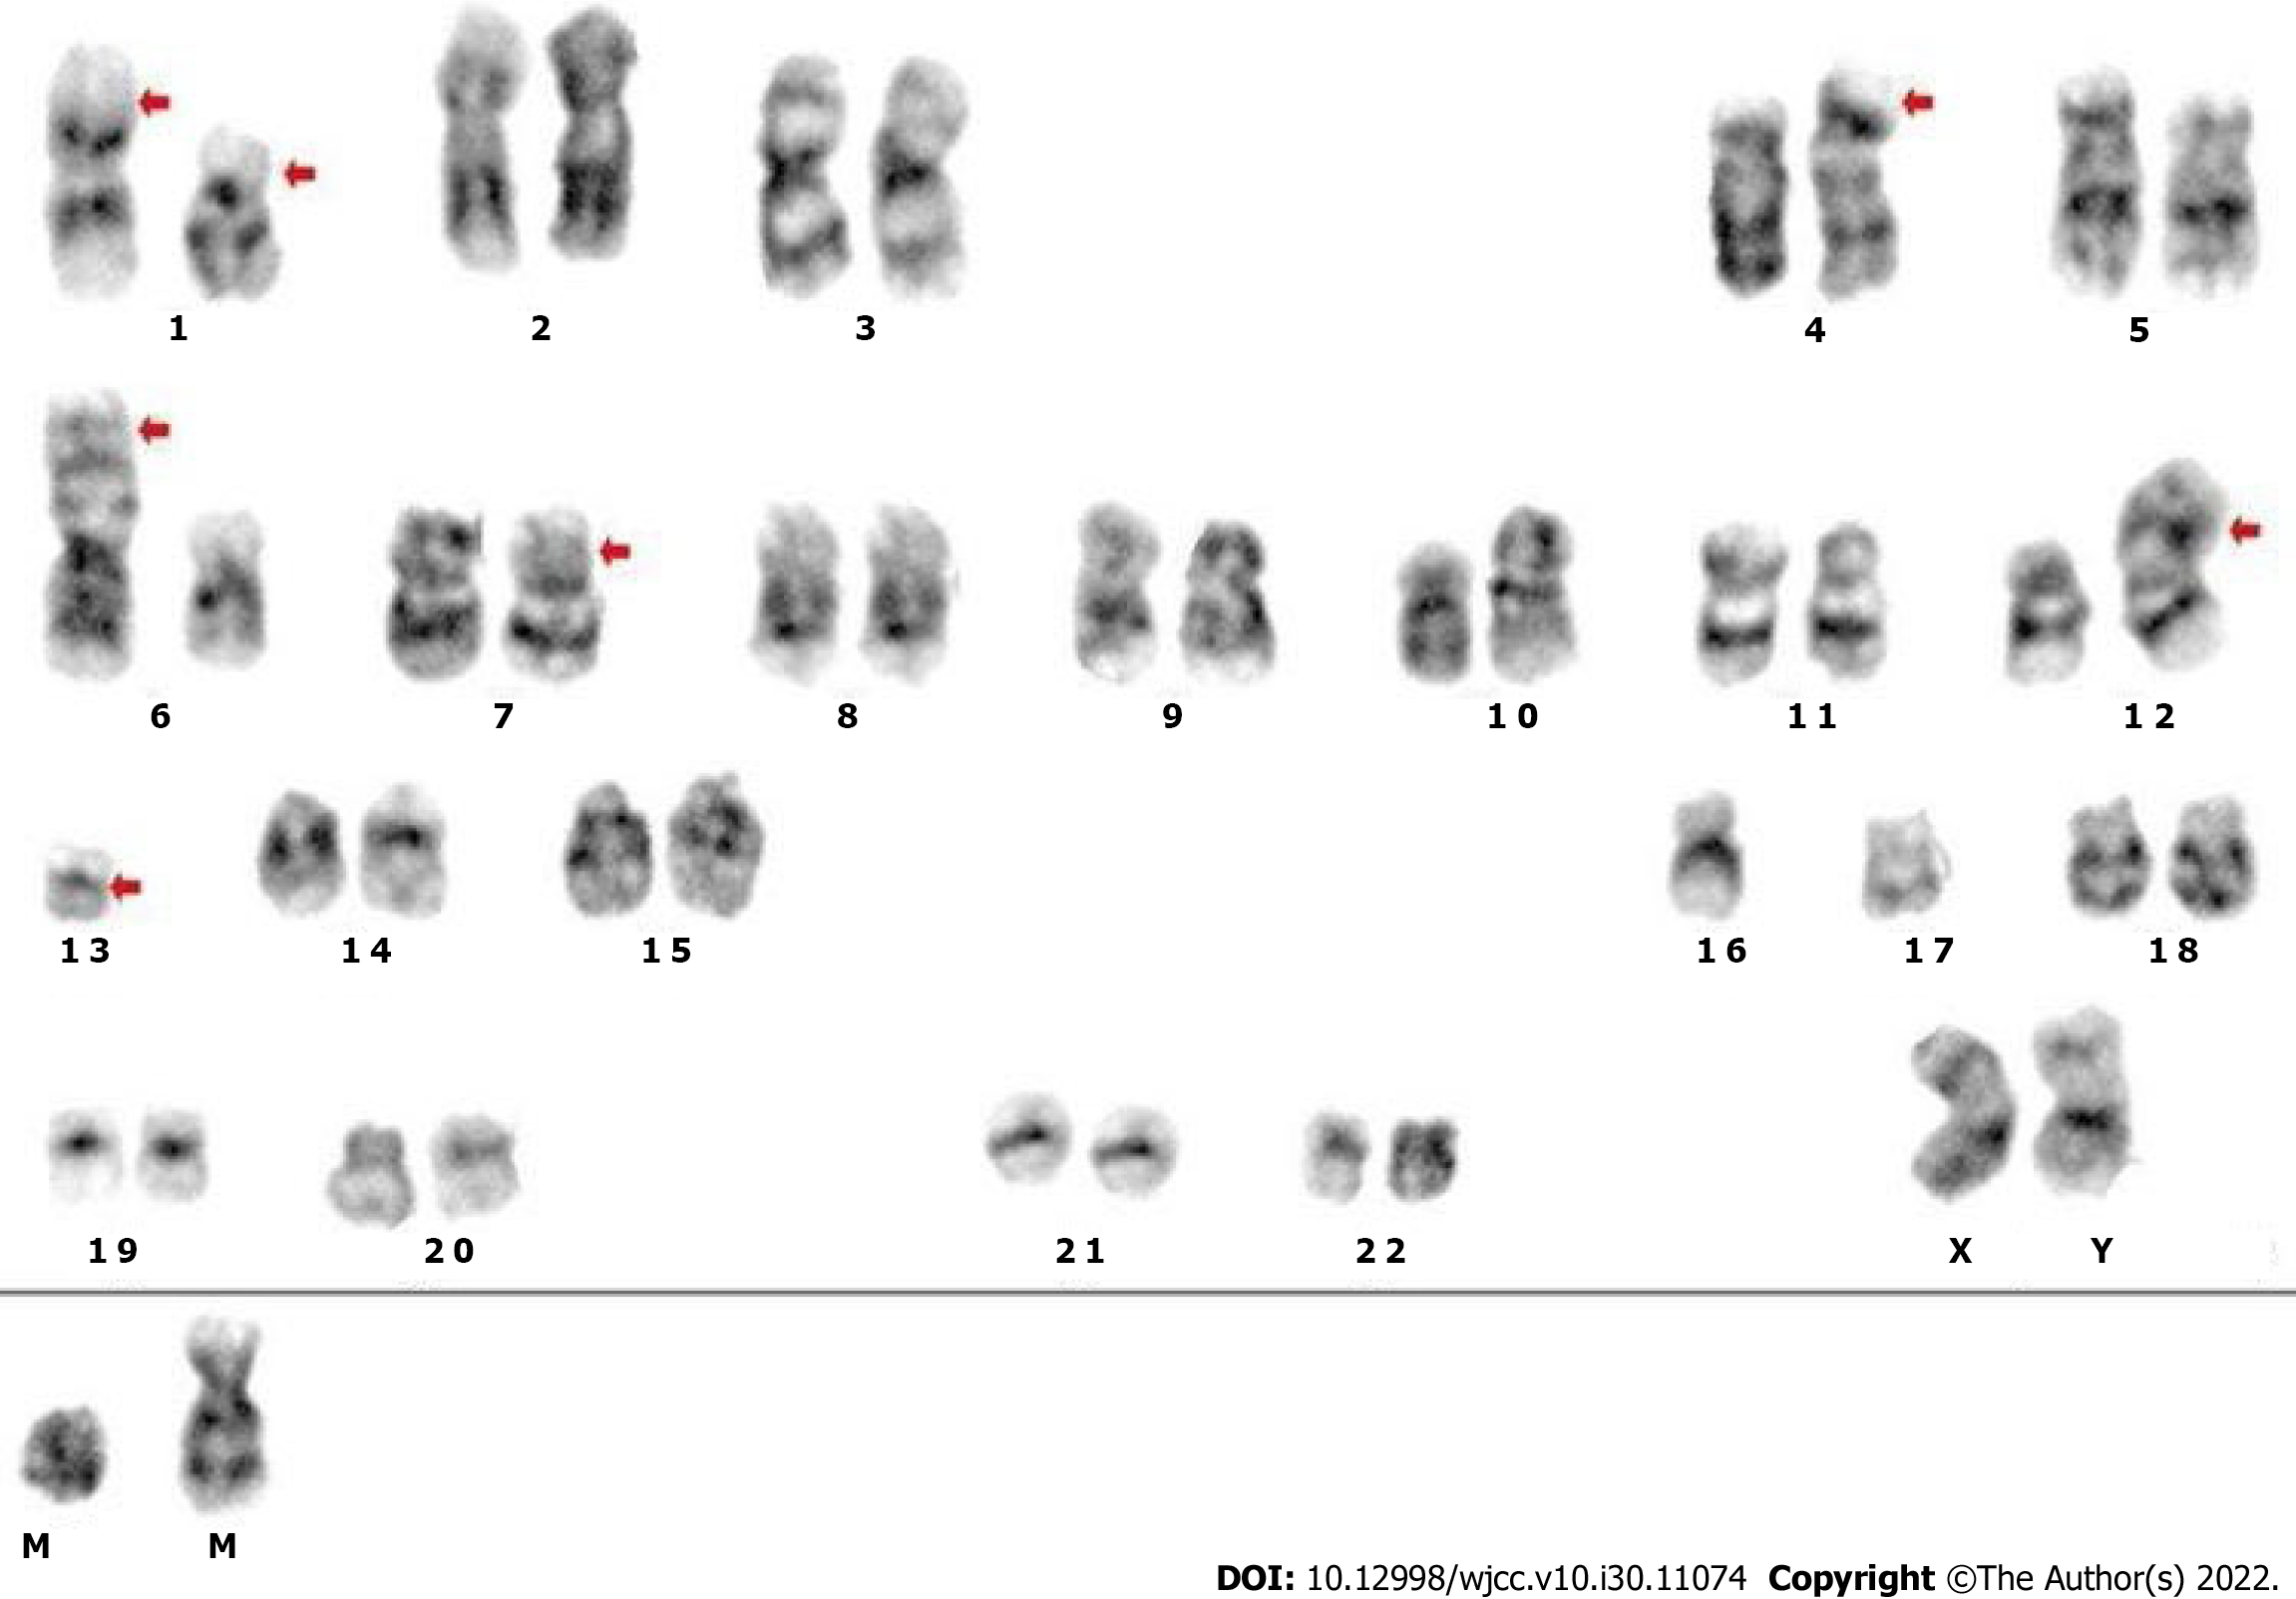 1 2 3 4 5
6 7 8 9 10 11 12
13 14 15 16 17 18
19 20 21 22 X Y
M M
DOI: 10.12998/wjcc.v10.i30.11074 Copyright ©The Author(s) 2022.